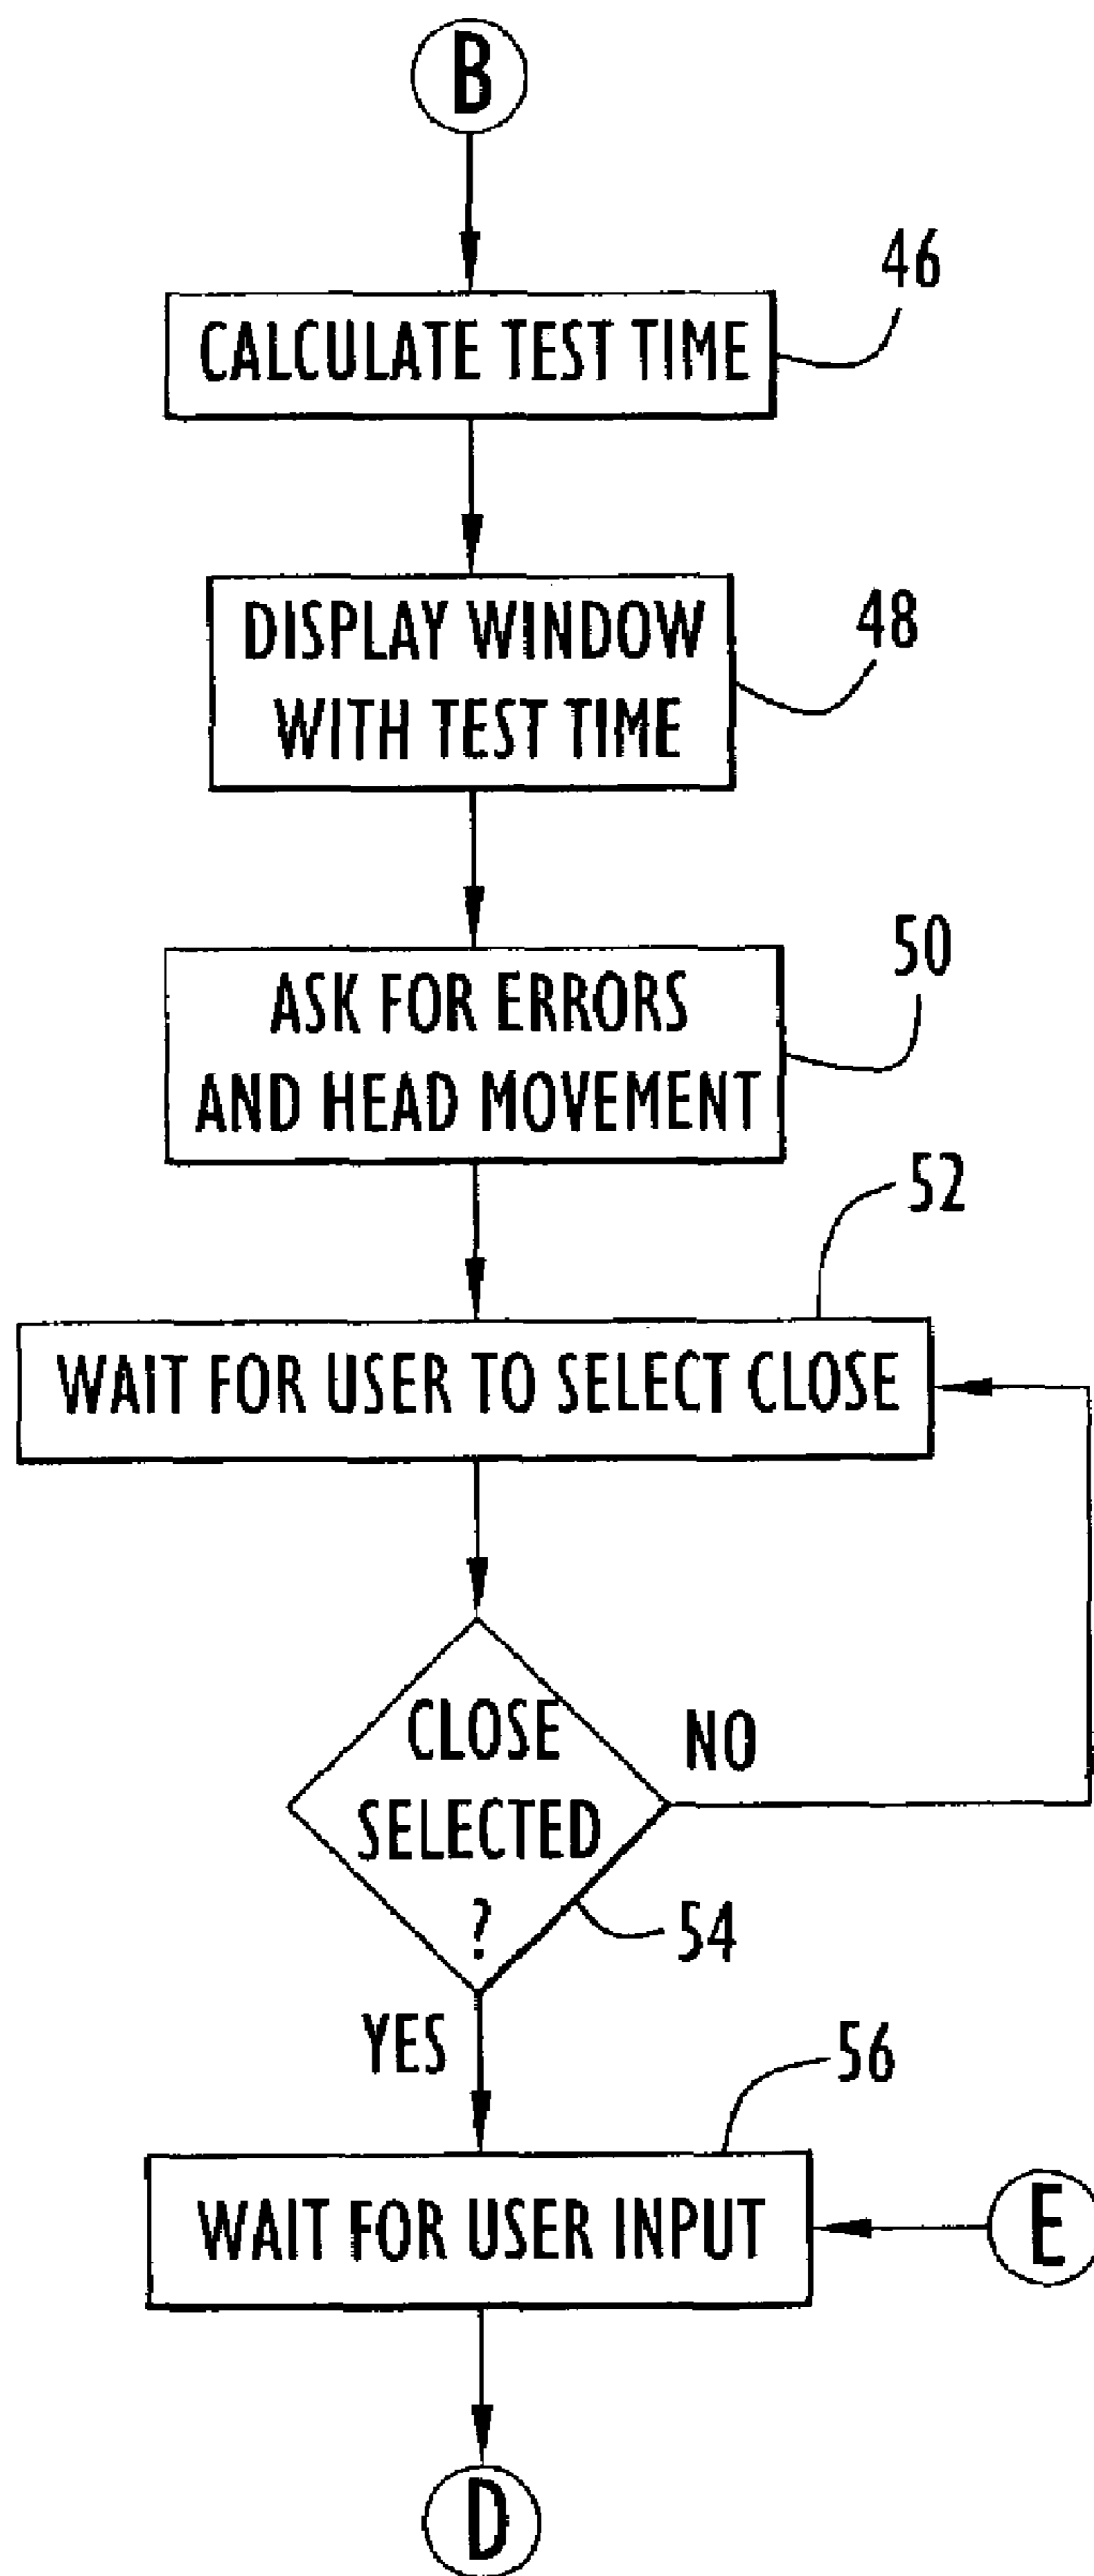 B
46
CALCULATE TEST TIME
48
DISPLAY WINDOW
WITH TEST TIME
50
ASK FOR ERRORS
AND HEAD MOVEMENT
52
WAIT FOR USER TO SELECT CLOSE
CLOSE
SELECTED
?
NO
54
YES
56
WAIT FOR USER INPUT
E
D